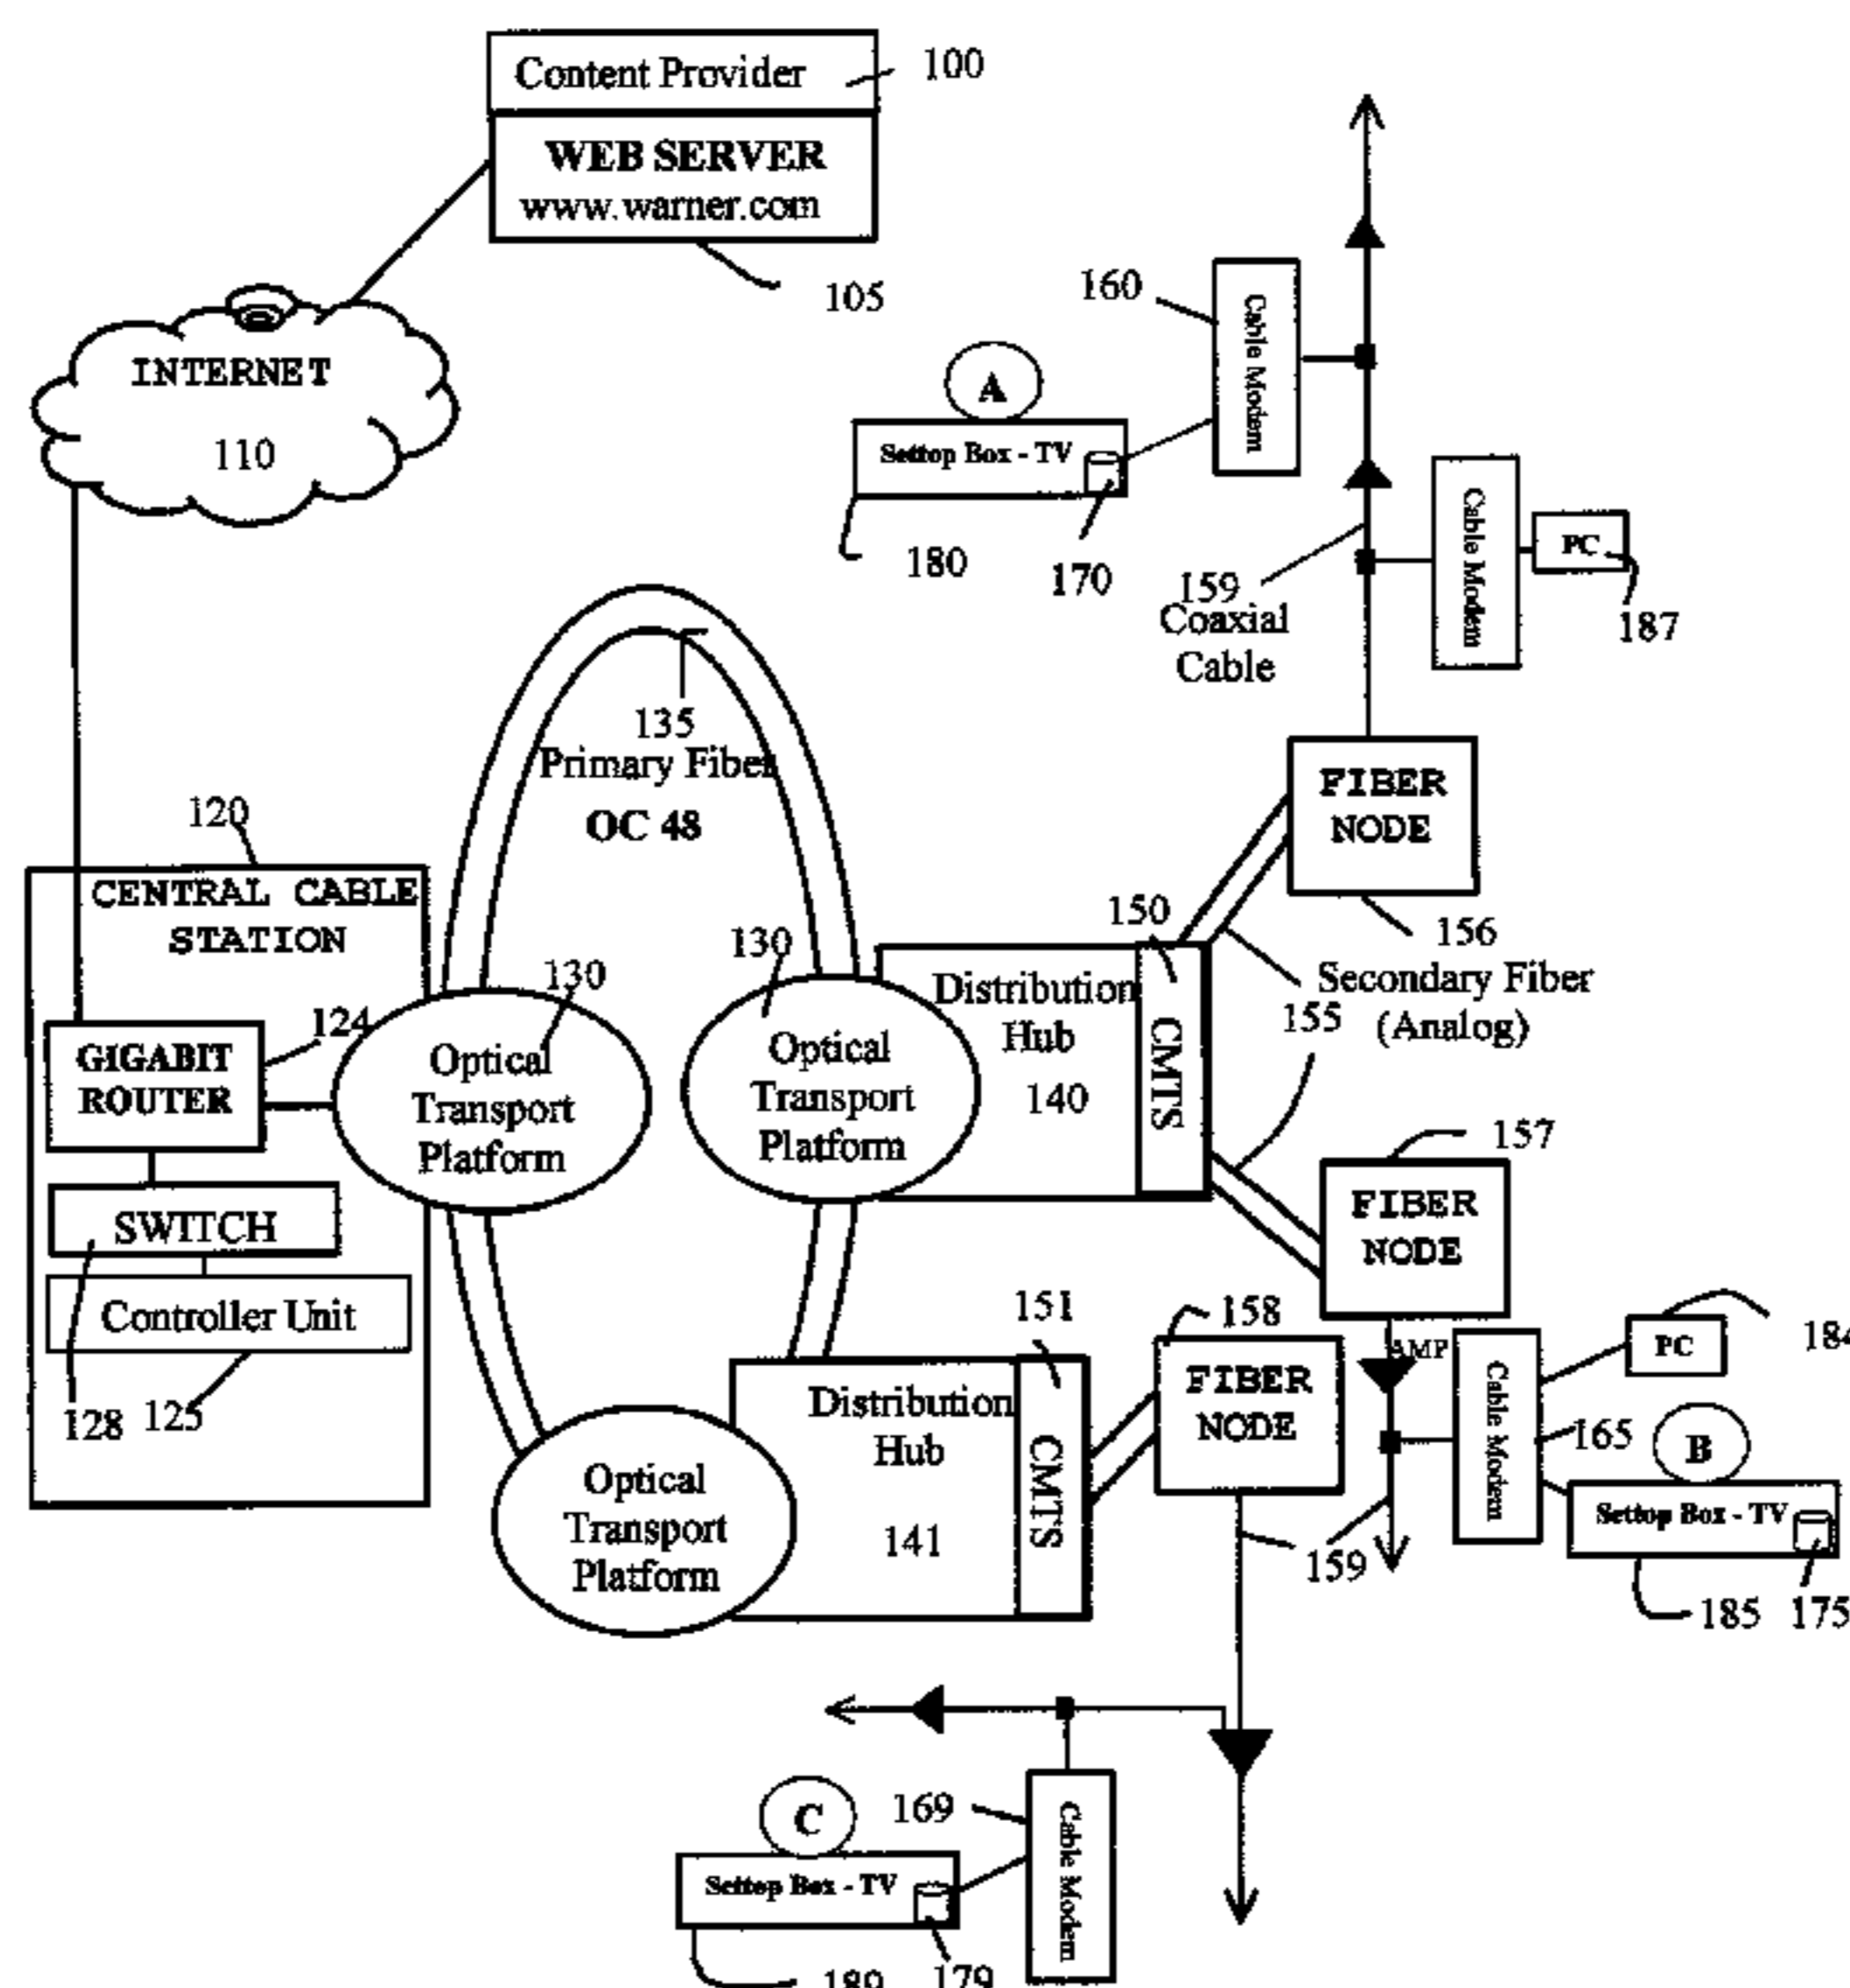 Content Provider
100
WEB SERVER
www.warner.com
105
INTERNET
110
160
Cable Modem
A
Settop Box - TV
180
170
159
Coaxial
Cable
Cable Modem
PC
187
135
Primary Fiber
OC 48
FIBER
NODE
156
120
CENTRAL CABLE
STATION
124
GIGABIT
ROUTER
SWITCH
Controller Unit
128
125
130
Optical
Transport
Platform
130
Optical
Transport
Platform
Distribution
Hub
140
150
CMTS
Secondary Fiber
(Analog)
155
157
FIBER
NODE
AMP
Cable Modem
165
PC
184
B
Settop Box - TV
185
175
151
158
FIBER
NODE
Distribution
Hub
141
CMTS
Optical
Transport
Platform
159
C
Settop Box - TV
169
Cable Modem
189
179